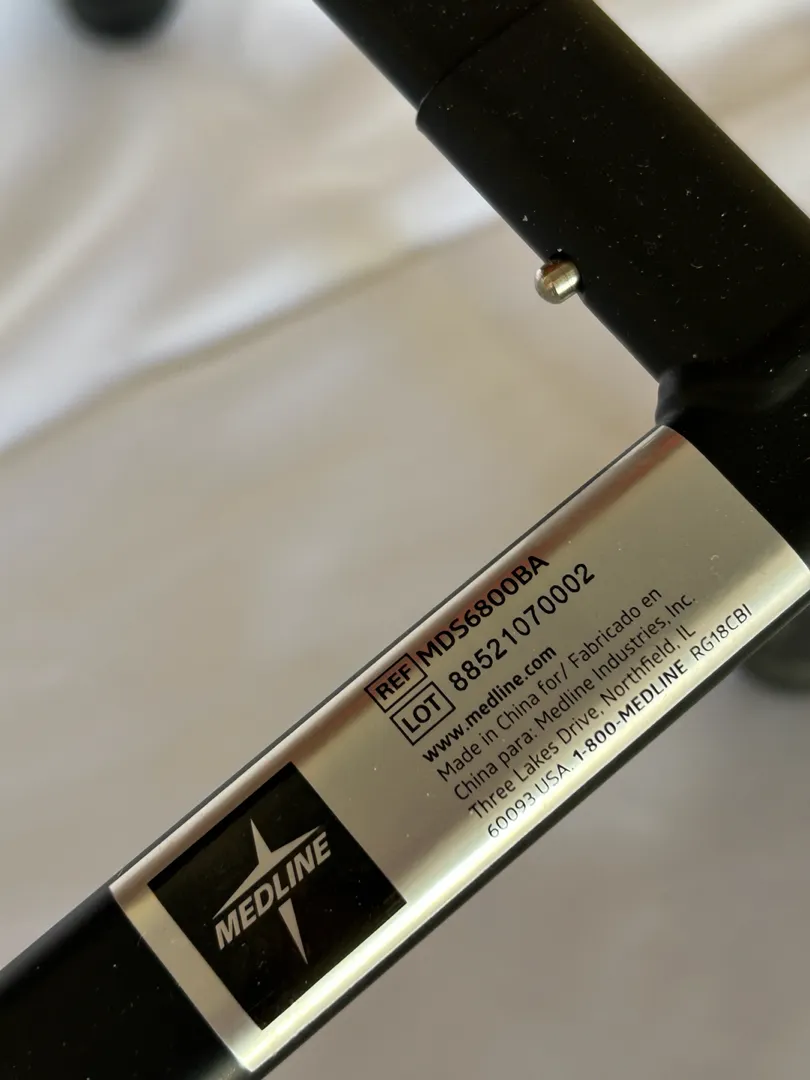 REF MDS6800BA
LOT 88521070002
www.medline.com
Made in China for/ Fabricado en
China para: Medline Industries, Inc.
Three Lakes Drive, Northfield, IL
60093 USA. 1-800-MEDLINE RG18CBI
MEDLINE